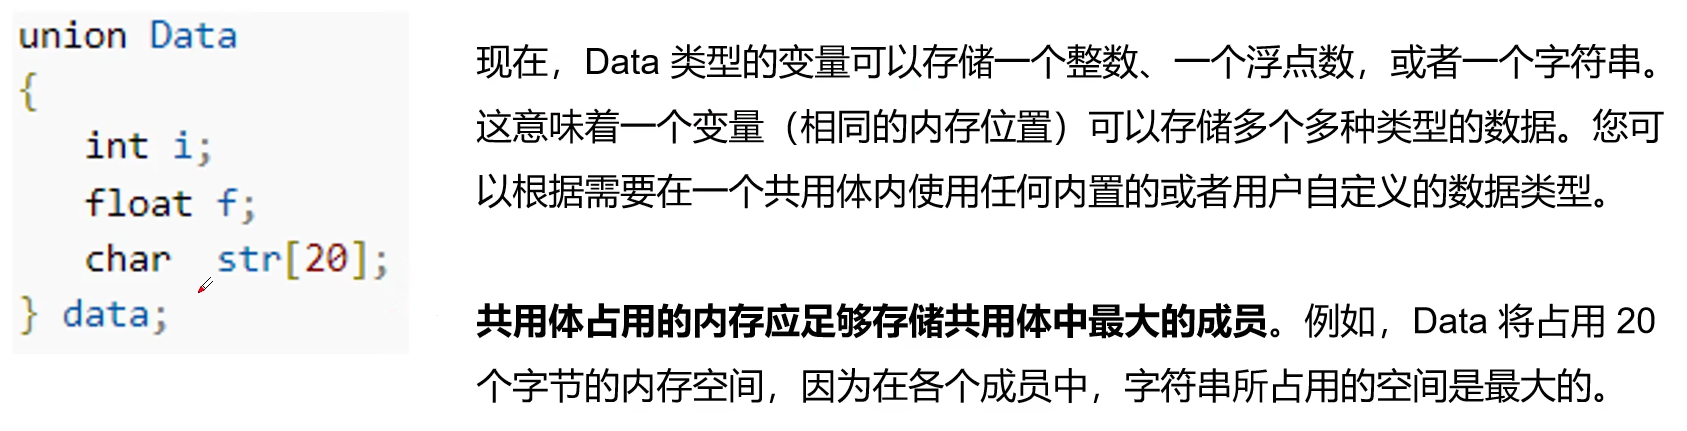 union Data
{
int i;
float f;
char str[20];
} data;
现在，Data 类型的变量可以存储一个整数、一个浮点数，或者一个字符串。
这意味着一个变量（相同的内存位置）可以存储多个多种类型的数据。您可
以根据需要在一个共用体内使用任何内置的或者用户自定义的数据类型。
共用体占用的内存应足够存储共用体中最大的成员。例如，Data 将占用 20
个字节的内存空间，因为在各个成员中，字符串所占用的空间是最大的。